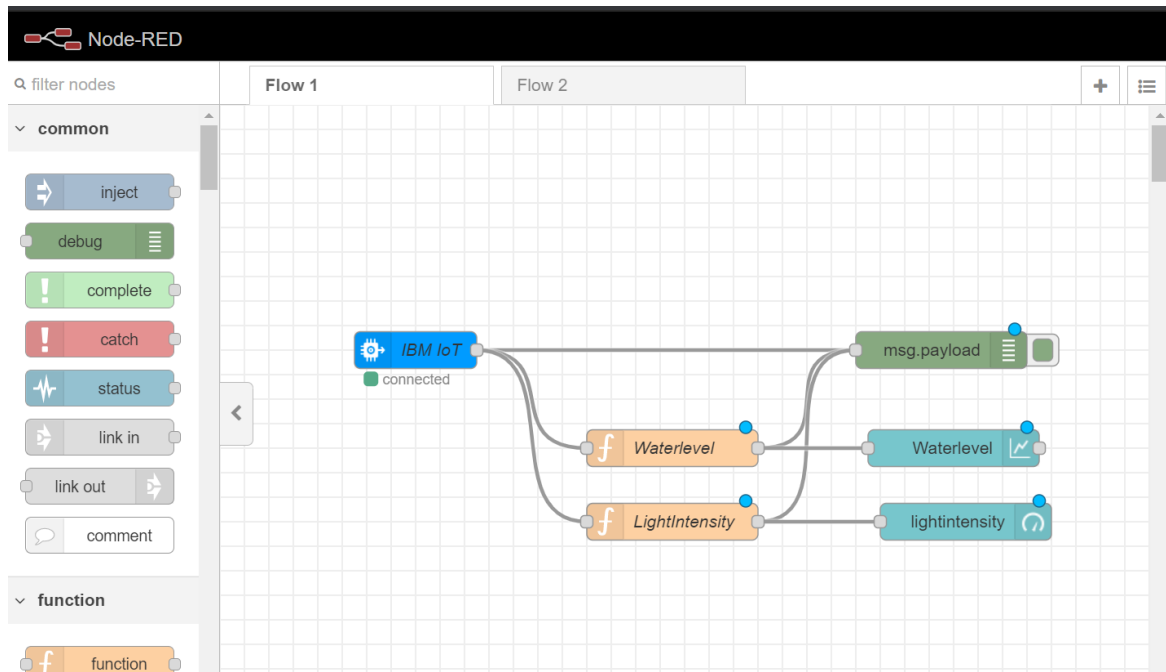 Node-RED
filter nodes
Flow 1
Flow 2
common
inject
debug
complete
catch
status
link in
link out
comment
function
function
IBM IoT
connected
msg.payload
Waterlevel
Waterlevel
LightIntensity
lightintensity